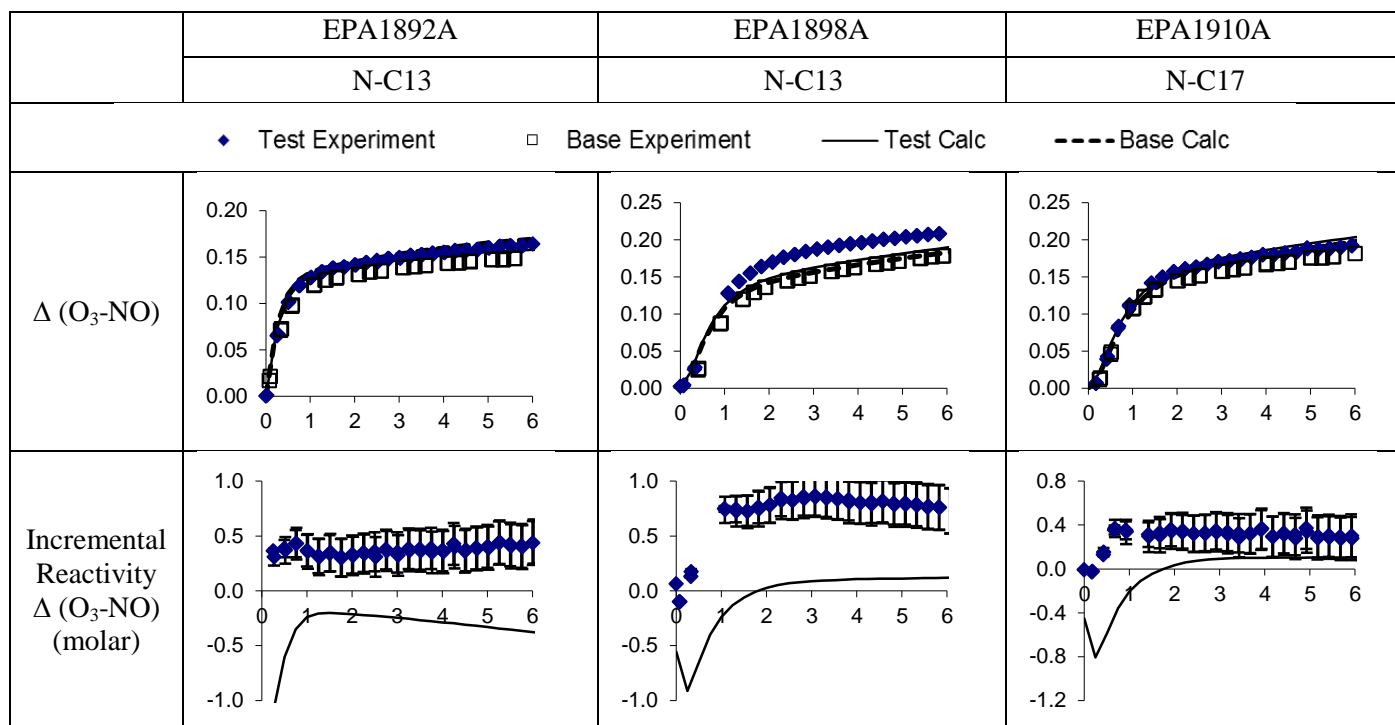 EPA1892A EPA1898A EPA1910A
N-C13 N-C13 N-C17
Test Experiment Base Experiment Test Calc Base Calc
Δ (O₃-NO)
0.20
0.15
0.10
0.05
0.00
0 1 2 3 4 5 6
0.25
0.20
0.15
0.10
0.05
0.00
0 1 2 3 4 5 6
0.25
0.20
0.15
0.10
0.05
0.00
0 1 2 3 4 5 6
Incremental
Reactivity
Δ (O₃-NO)
(molar)
1.0
0.5
0.0
-0.5
-1.0
0 1 2 3 4 5 6
1.0
0.5
0.0
-0.5
-1.0
0 1 2 3 4 5 6
0.8
0.4
0.0
-0.4
-0.8
-1.2
0 1 2 3 4 5 6